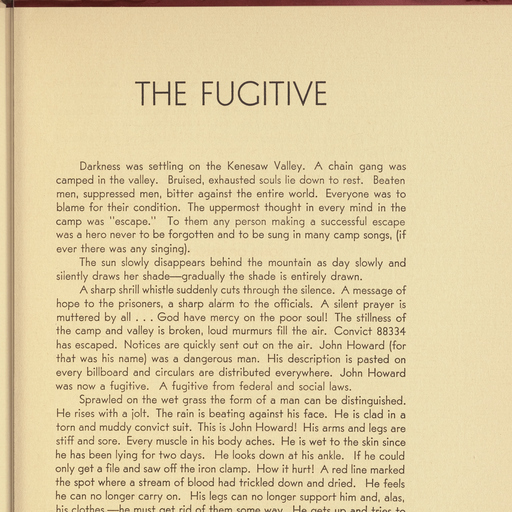 THE FUGITIVE
Darkness was settling on the Kenesaw Valley. A chain gang was
camped in the valley. Bruised, exhausted souls lie down to rest. Beaten
men, suppressed men, bitter against the entire world. Everyone was to
blame for their condition. The uppermost thought in every mind in the
camp was "escape." To them any person making a successful escape
was a hero never to be forgotten and to be sung in many camp songs, (if
ever there was any singing).
The sun slowly disappears behind the mountain as day slowly and
silently draws her shade—gradually the shade is entirely drawn.
A sharp shrill whistle suddenly cuts through the silence. A message of
hope to the prisoners, a sharp alarm to the officials. A silent prayer is
muttered by all . . . God have mercy on the poor soul! The stillness of
the camp and valley is broken, loud murmurs fill the air. Convict 88334
has escaped. Notices are quickly sent out on the air. John Howard (for
that was his name) was a dangerous man. His description is pasted on
every billboard and circulars are distributed everywhere. John Howard
was now a fugitive. A fugitive from federal and social laws.
Sprawled on the wet grass the form of a man can be distinguished.
He rises with a jolt. The rain is beating against his face. He is clad in a
torn and muddy convict suit. This is John Howard! His arms and legs are
stiff and sore. Every muscle in his body aches. He is wet to the skin since
he has been lying for two days. He looks down at his ankle. If he could
only get a file and saw off the iron clamp. How it hurt! A red line marked
the spot where a stream of blood had trickled down and dried. He feels
he can no longer carry on. His legs can no longer support him and, alas,
his clothes—he must get rid of them some way. He gets up and tries to